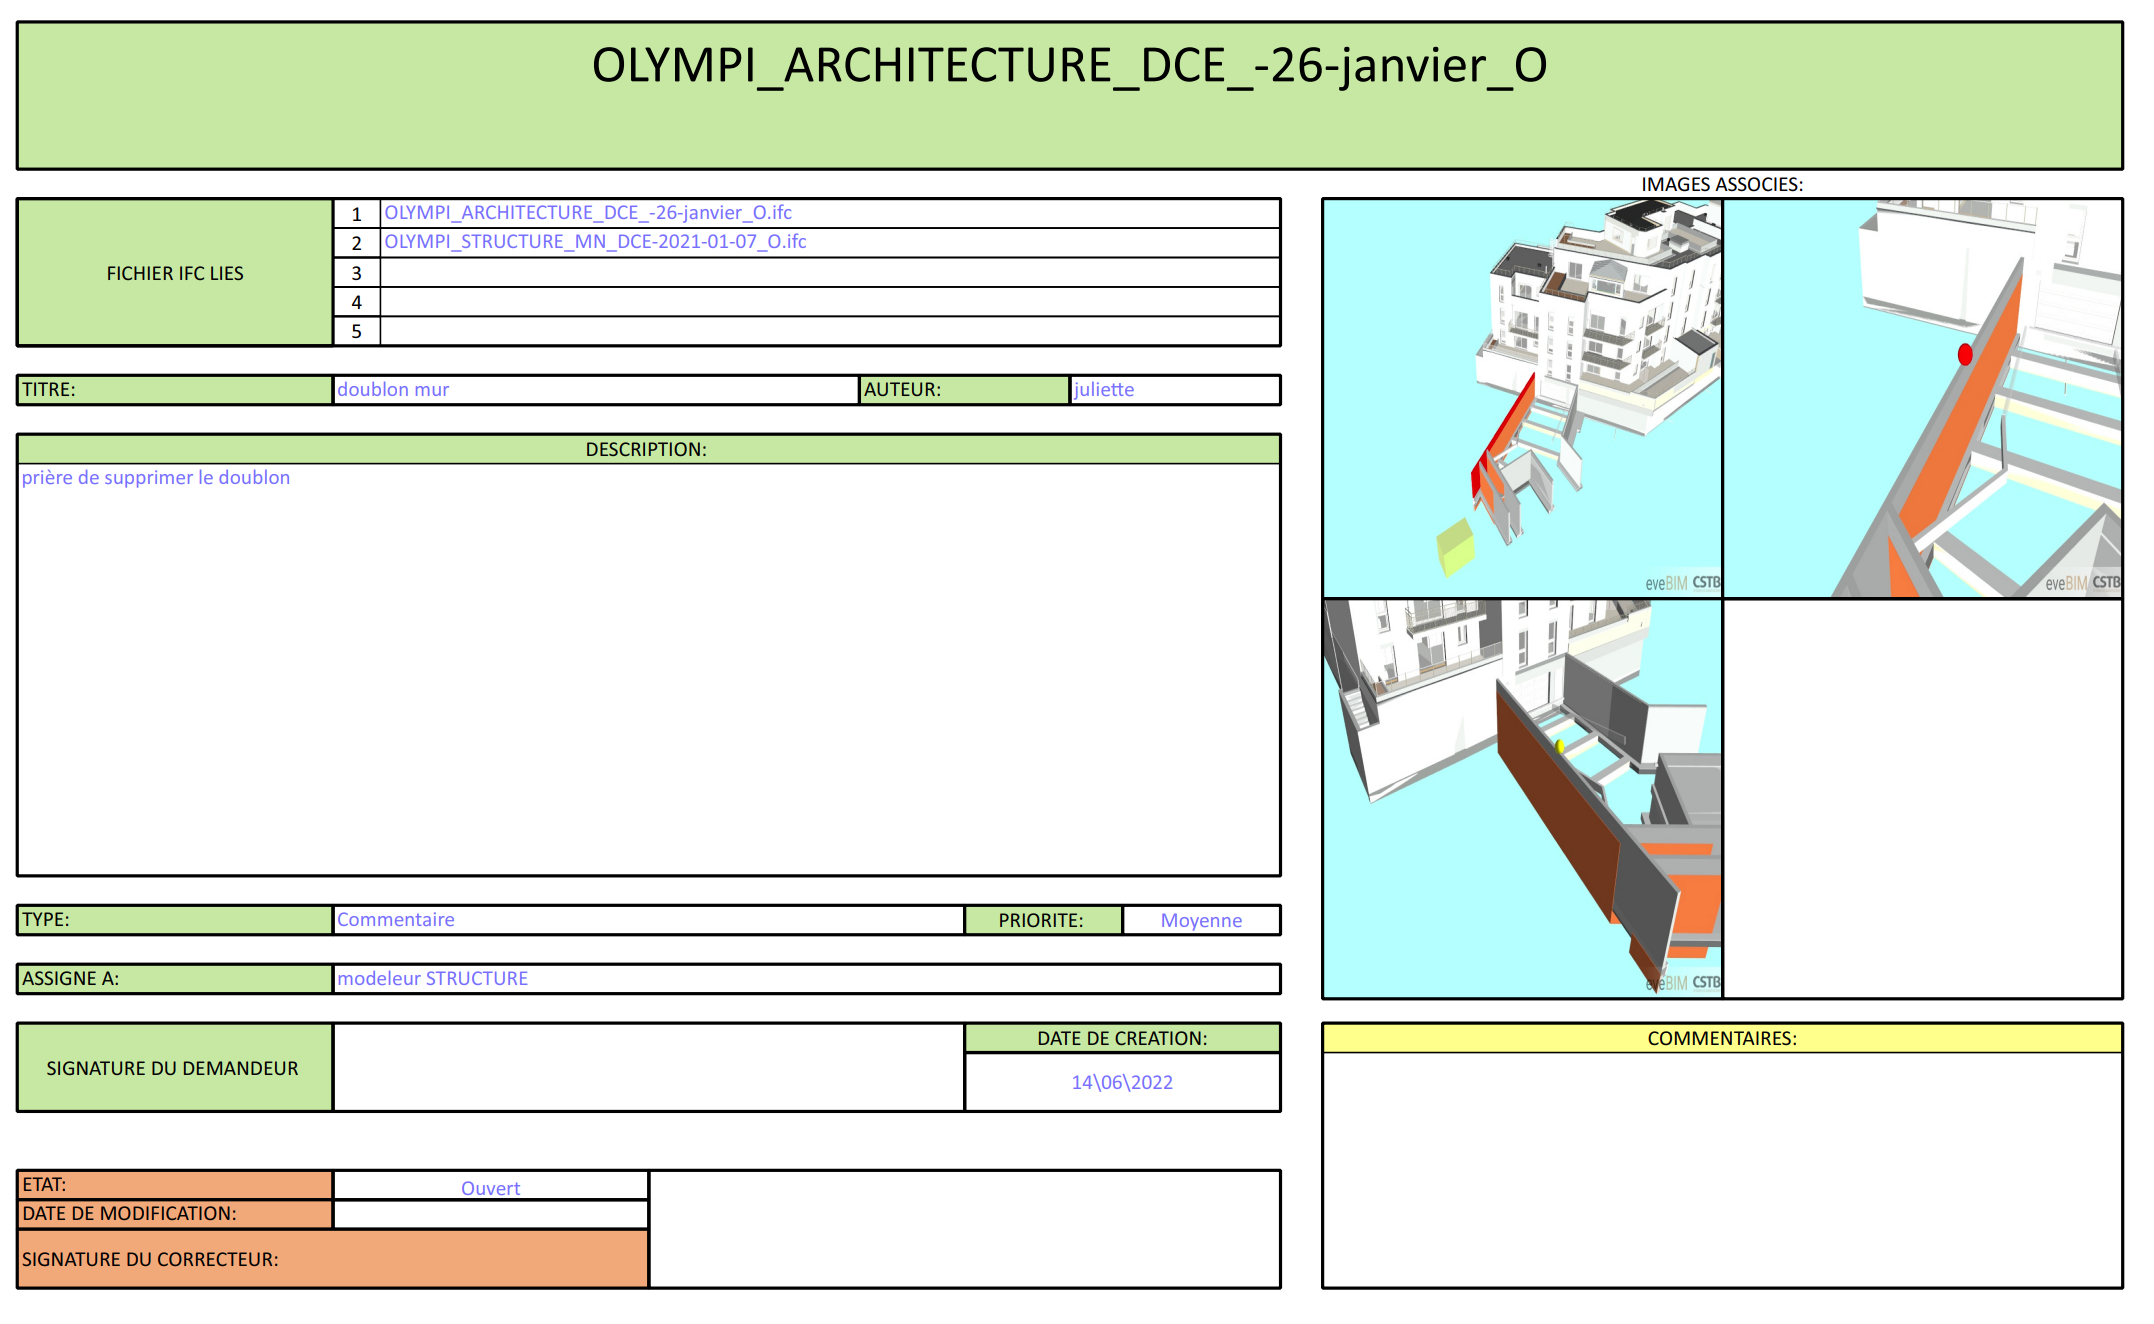 OLYMPI_ARCHITECTURE_DCE_-26-janvier_O
FICHIER IFC LIES
1 OLYMPI_ARCHITECTURE_DCE_-26-janvier_O.ifc
2 OLYMPI_STRUCTURE_MN_DCE-2021-01-07_O.ifc
3
4
5
TITRE: doublon mur AUTEUR: juliette
DESCRIPTION:
prière de supprimer le doublon
TYPE: Commentaire PRIORITE: Moyenne
ASSIGNE A: modeleur STRUCTURE
SIGNATURE DU DEMANDEUR
DATE DE CREATION:
14\06\2022
ETAT: Ouvert
DATE DE MODIFICATION:
SIGNATURE DU CORRECTEUR:
IMAGES ASSOCIES:
eveBIM CSTB
eveBIM CSTB
eveBIM CSTB
COMMENTAIRES: